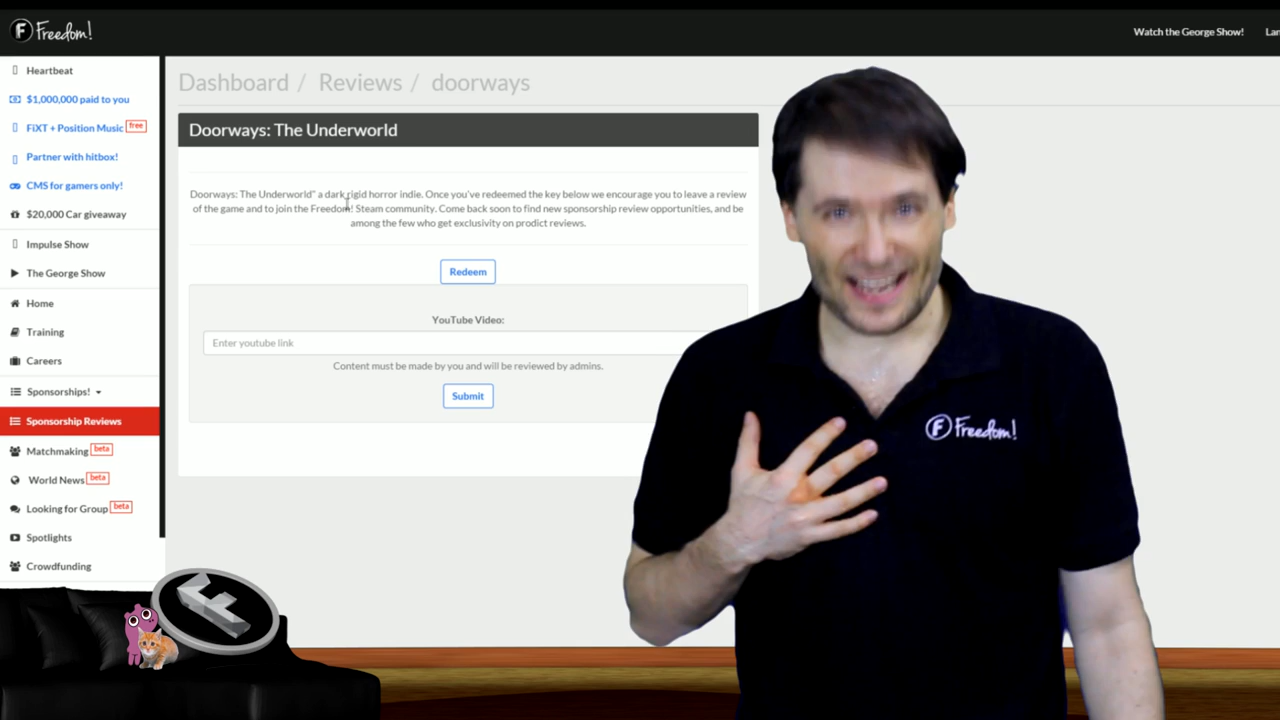 Freedom!
Watch the George Show!
Heartbeat
$1,000,000 paid to you
FiXT + Position Music free
Partner with hitbox!
CMS for gamers only!
$20,000 Car giveaway
Impulse Show
The George Show
Home
Training
Careers
Sponsorships!
Sponsorship Reviews
Matchmaking beta
World News beta
Looking for Group beta
Spotlights
Crowdfunding
Dashboard / Reviews / doorways
Doorways: The Underworld
Doorways: The Underworld" a dark rigid horror indie. Once you've redeemed the key below we encourage you to leave a review
of the game and to join the Freedom! Steam community. Come back soon to find new sponsorship review opportunities, and be
among the few who get exclusivity on prodict reviews.
Redeem
YouTube Video:
Enter youtube link
Content must be made by you and will be reviewed by admins.
Submit
Freedom!